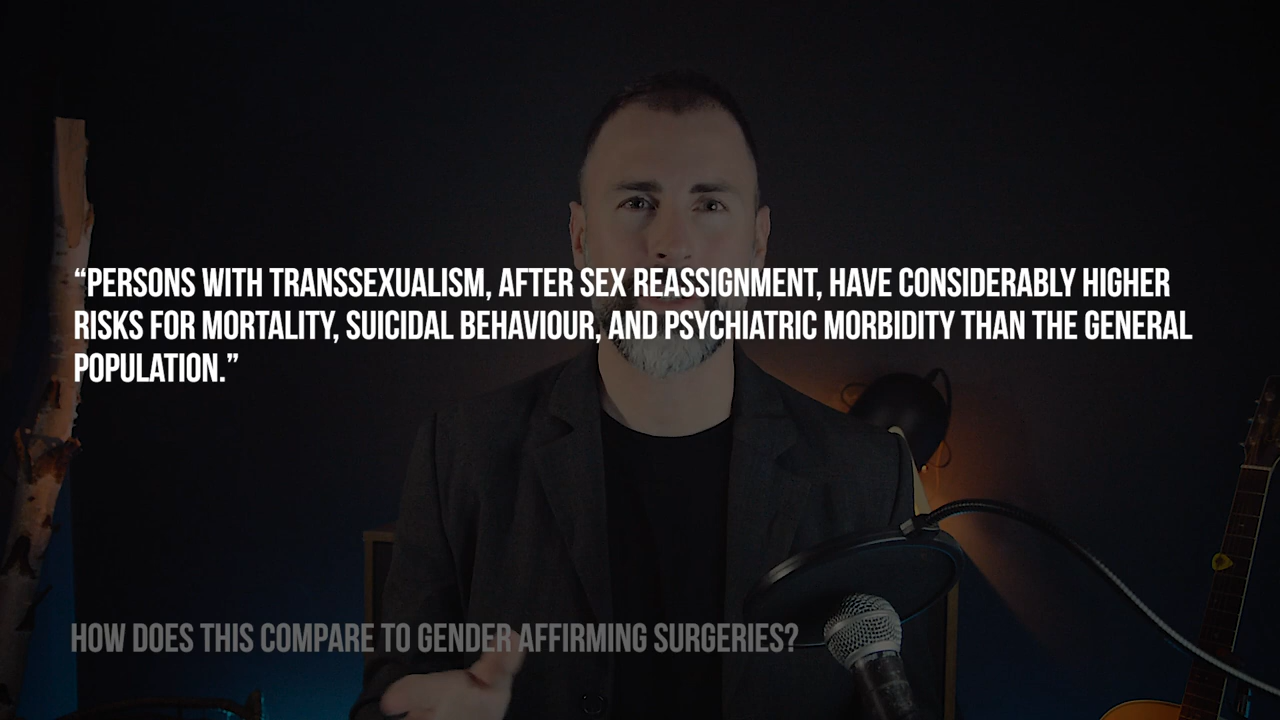 “PERSONS WITH TRANSSEXUALISM, AFTER SEX REASSIGNMENT, HAVE CONSIDERABLY HIGHER
RISKS FOR MORTALITY, SUICIDAL BEHAVIOUR, AND PSYCHIATRIC MORBIDITY THAN THE GENERAL
POPULATION.”
HOW DOES THIS COMPARE TO GENDER AFFIRMING SURGERIES?